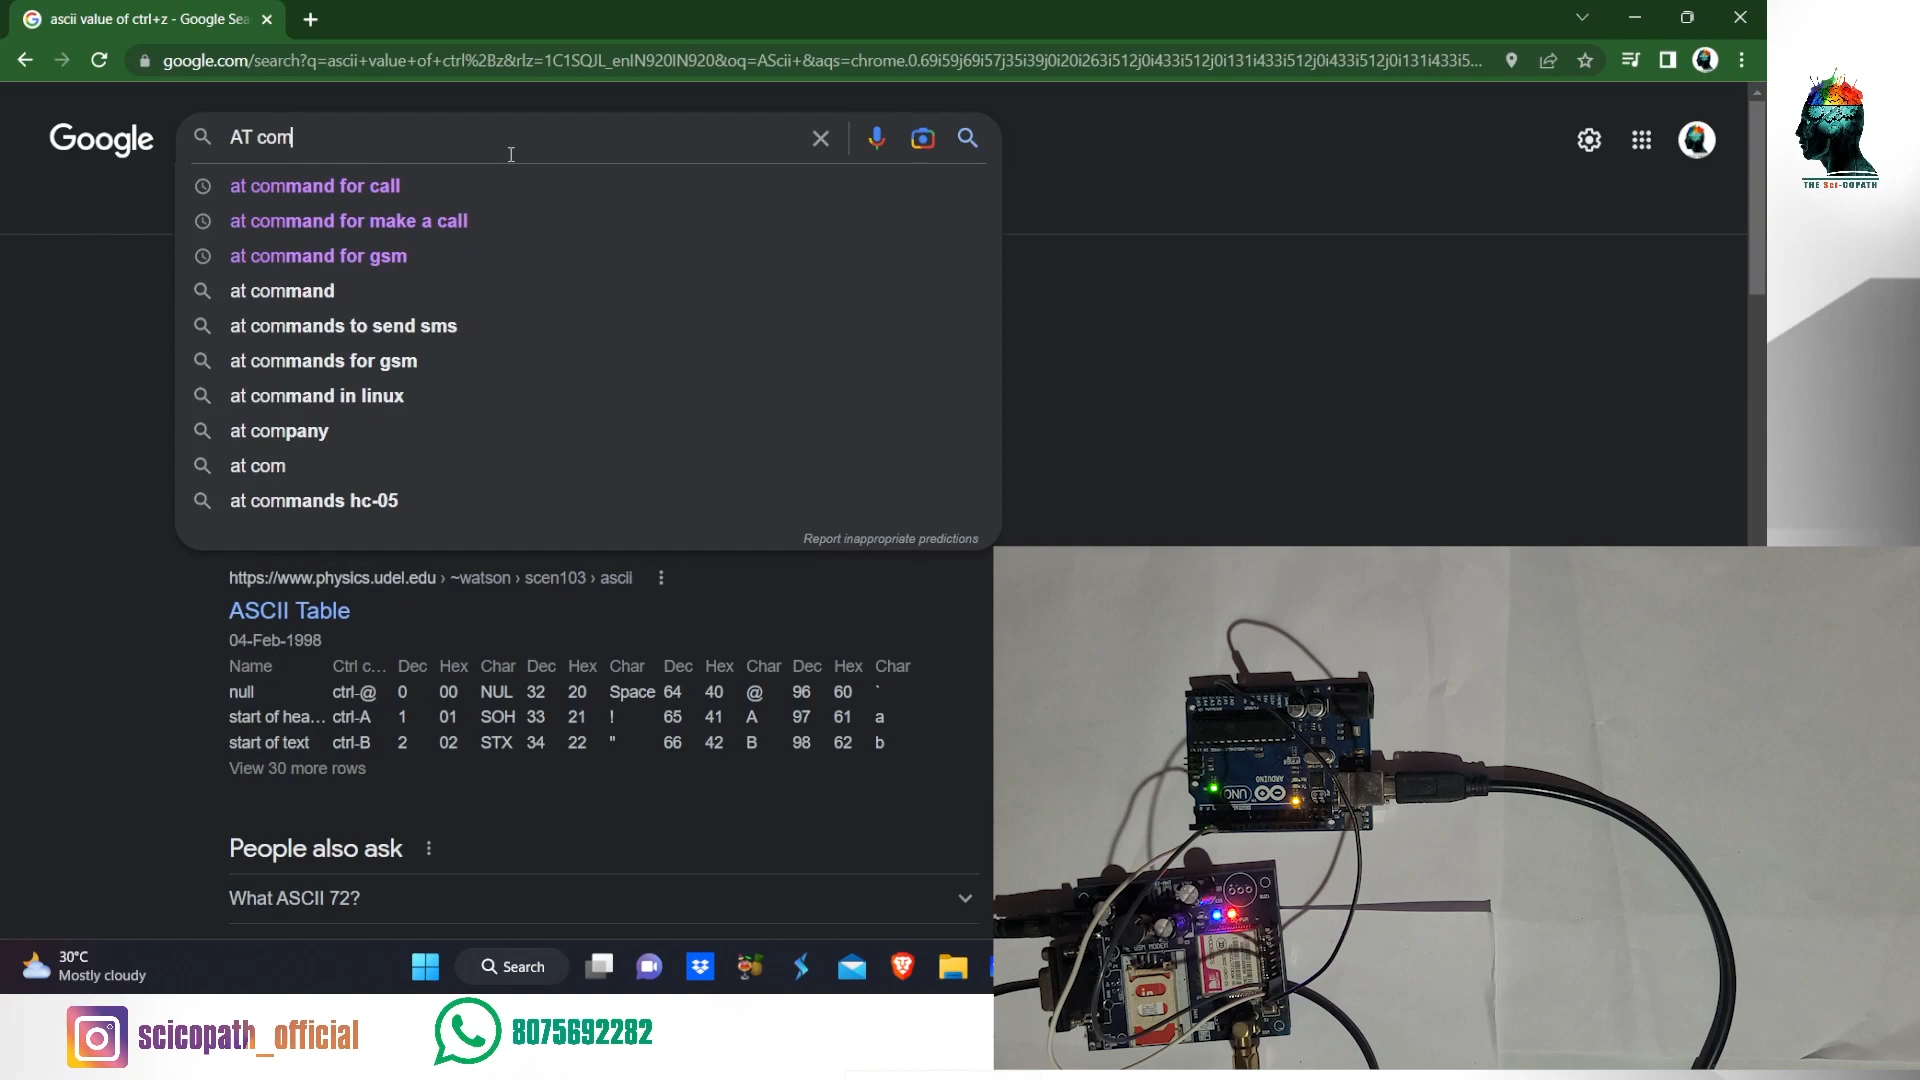 ascii value of ctrl+z - Google Sea
google.com/search?q=ascii+value+of+ctrl%2Bz&rlz=1C1SQJL_enIN920IN920&oq=AScii+&aqs=chrome.0.69i59j69i57j35i39j0i20i263i512j0i433i512j0i131i433i512j0i433i512j0i131i433i5...
Google
AT com
at command for call
at command for make a call
at command for gsm
at command
at commands to send sms
at commands for gsm
at command in linux
at company
at com
at commands hc-05
Report inappropriate predictions
THE Sci-COPATH
https://www.physics.udel.edu › ~watson › scen103 › ascii
ASCII Table
04-Feb-1998
Name Ctrl c... Dec Hex Char Dec Hex Char Dec Hex Char Dec Hex Char
null ctrl-@ 0 00 NUL 32 20 Space 64 40 @ 96 60 `
start of hea... ctrl-A 1 01 SOH 33 21 ! 65 41 A 97 61 a
start of text ctrl-B 2 02 STX 34 22 " 66 42 B 98 62 b
View 30 more rows
People also ask
What ASCII 72?
ARDUINO
UNO
30°C
Mostly cloudy
Search
scicopath_official
8075692282